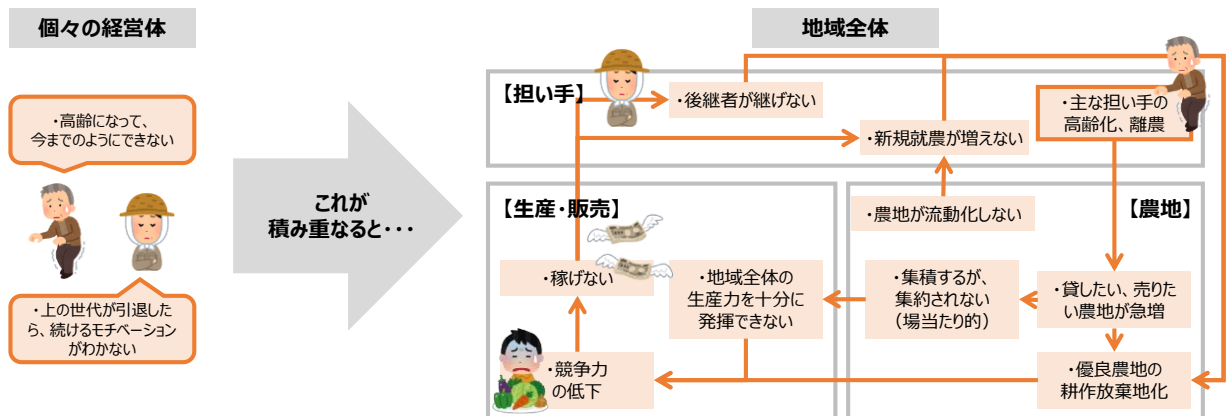 個々の経営体
・高齢になって、
今までのようにできない
・上の世代が引退した
ら、続けるモチベーション
がわかない
これが
積み重なると・・・
地域全体
【担い手】
・後継者が継げない
・新規就農が増えない
・主な担い手の
高齢化、離農
【生産・販売】
・稼げない
・地域全体の
生産力を十分に
発揮できない
・競争力
の低下
【農地】
・農地が流動化しない
・集積するが、
集約されない
（場当たり的）
・貸したい、売りた
い農地が急増
・優良農地の
耕作放棄地化